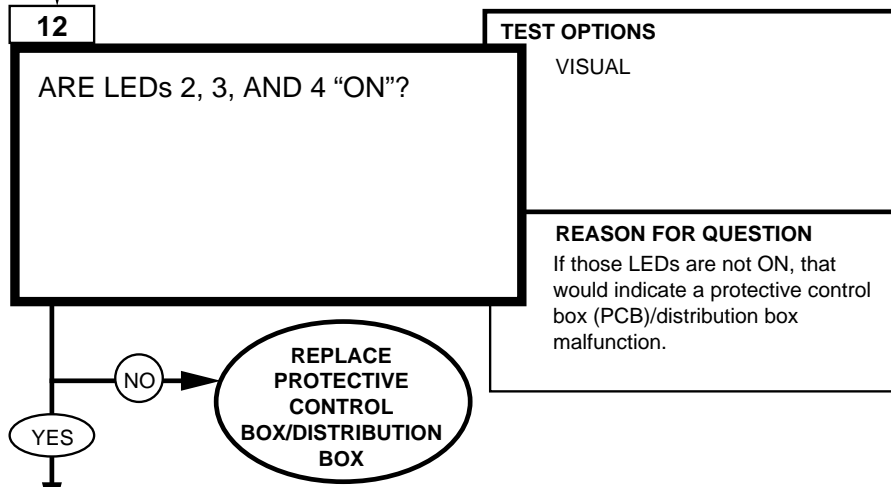 12
ARE LEDs 2, 3, AND 4 “ON”?
TEST OPTIONS
VISUAL
REASON FOR QUESTION
If those LEDs are not ON, that
would indicate a protective control
box (PCB)/distribution box
malfunction.
NO
REPLACE
PROTECTIVE
CONTROL
BOX/DISTRIBUTION
BOX
YES